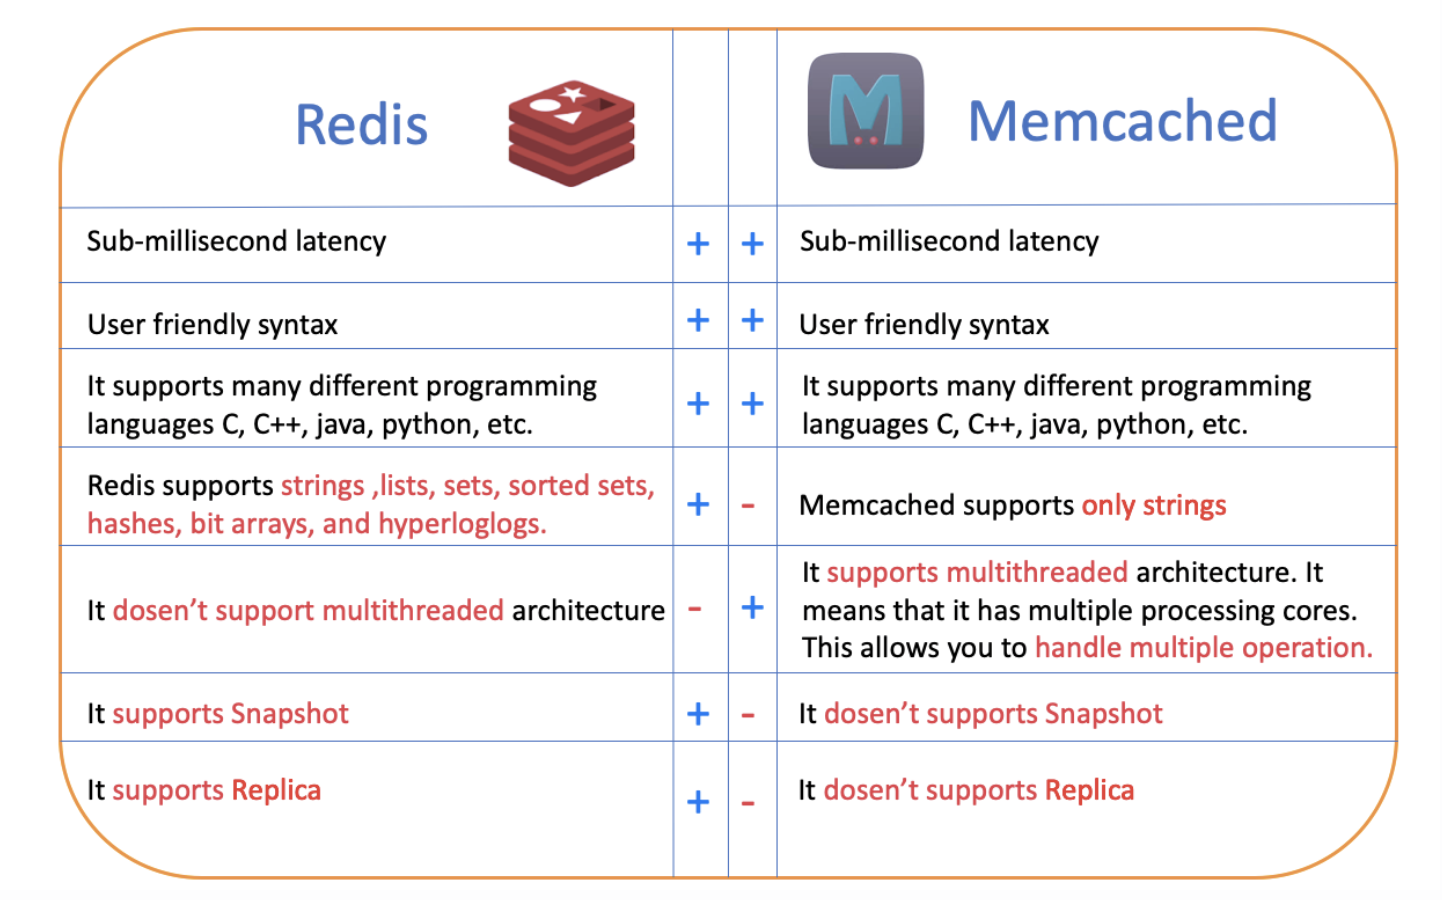 Redis
M Memcached
Sub-millisecond latency + + Sub-millisecond latency
User friendly syntax + + User friendly syntax
It supports many different programming
languages C, C++, java, python, etc.
+ +
It supports many different programming
languages C, C++, java, python, etc.
Redis supports strings ,lists, sets, sorted sets,
hashes, bit arrays, and hyperloglogs.
+ -
Memcached supports only strings
It dosen’t support multithreaded architecture
- +
It supports multithreaded architecture. It
means that it has multiple processing cores.
This allows you to handle multiple operation.
It supports Snapshot + - It dosen’t supports Snapshot
It supports Replica + - It dosen’t supports Replica